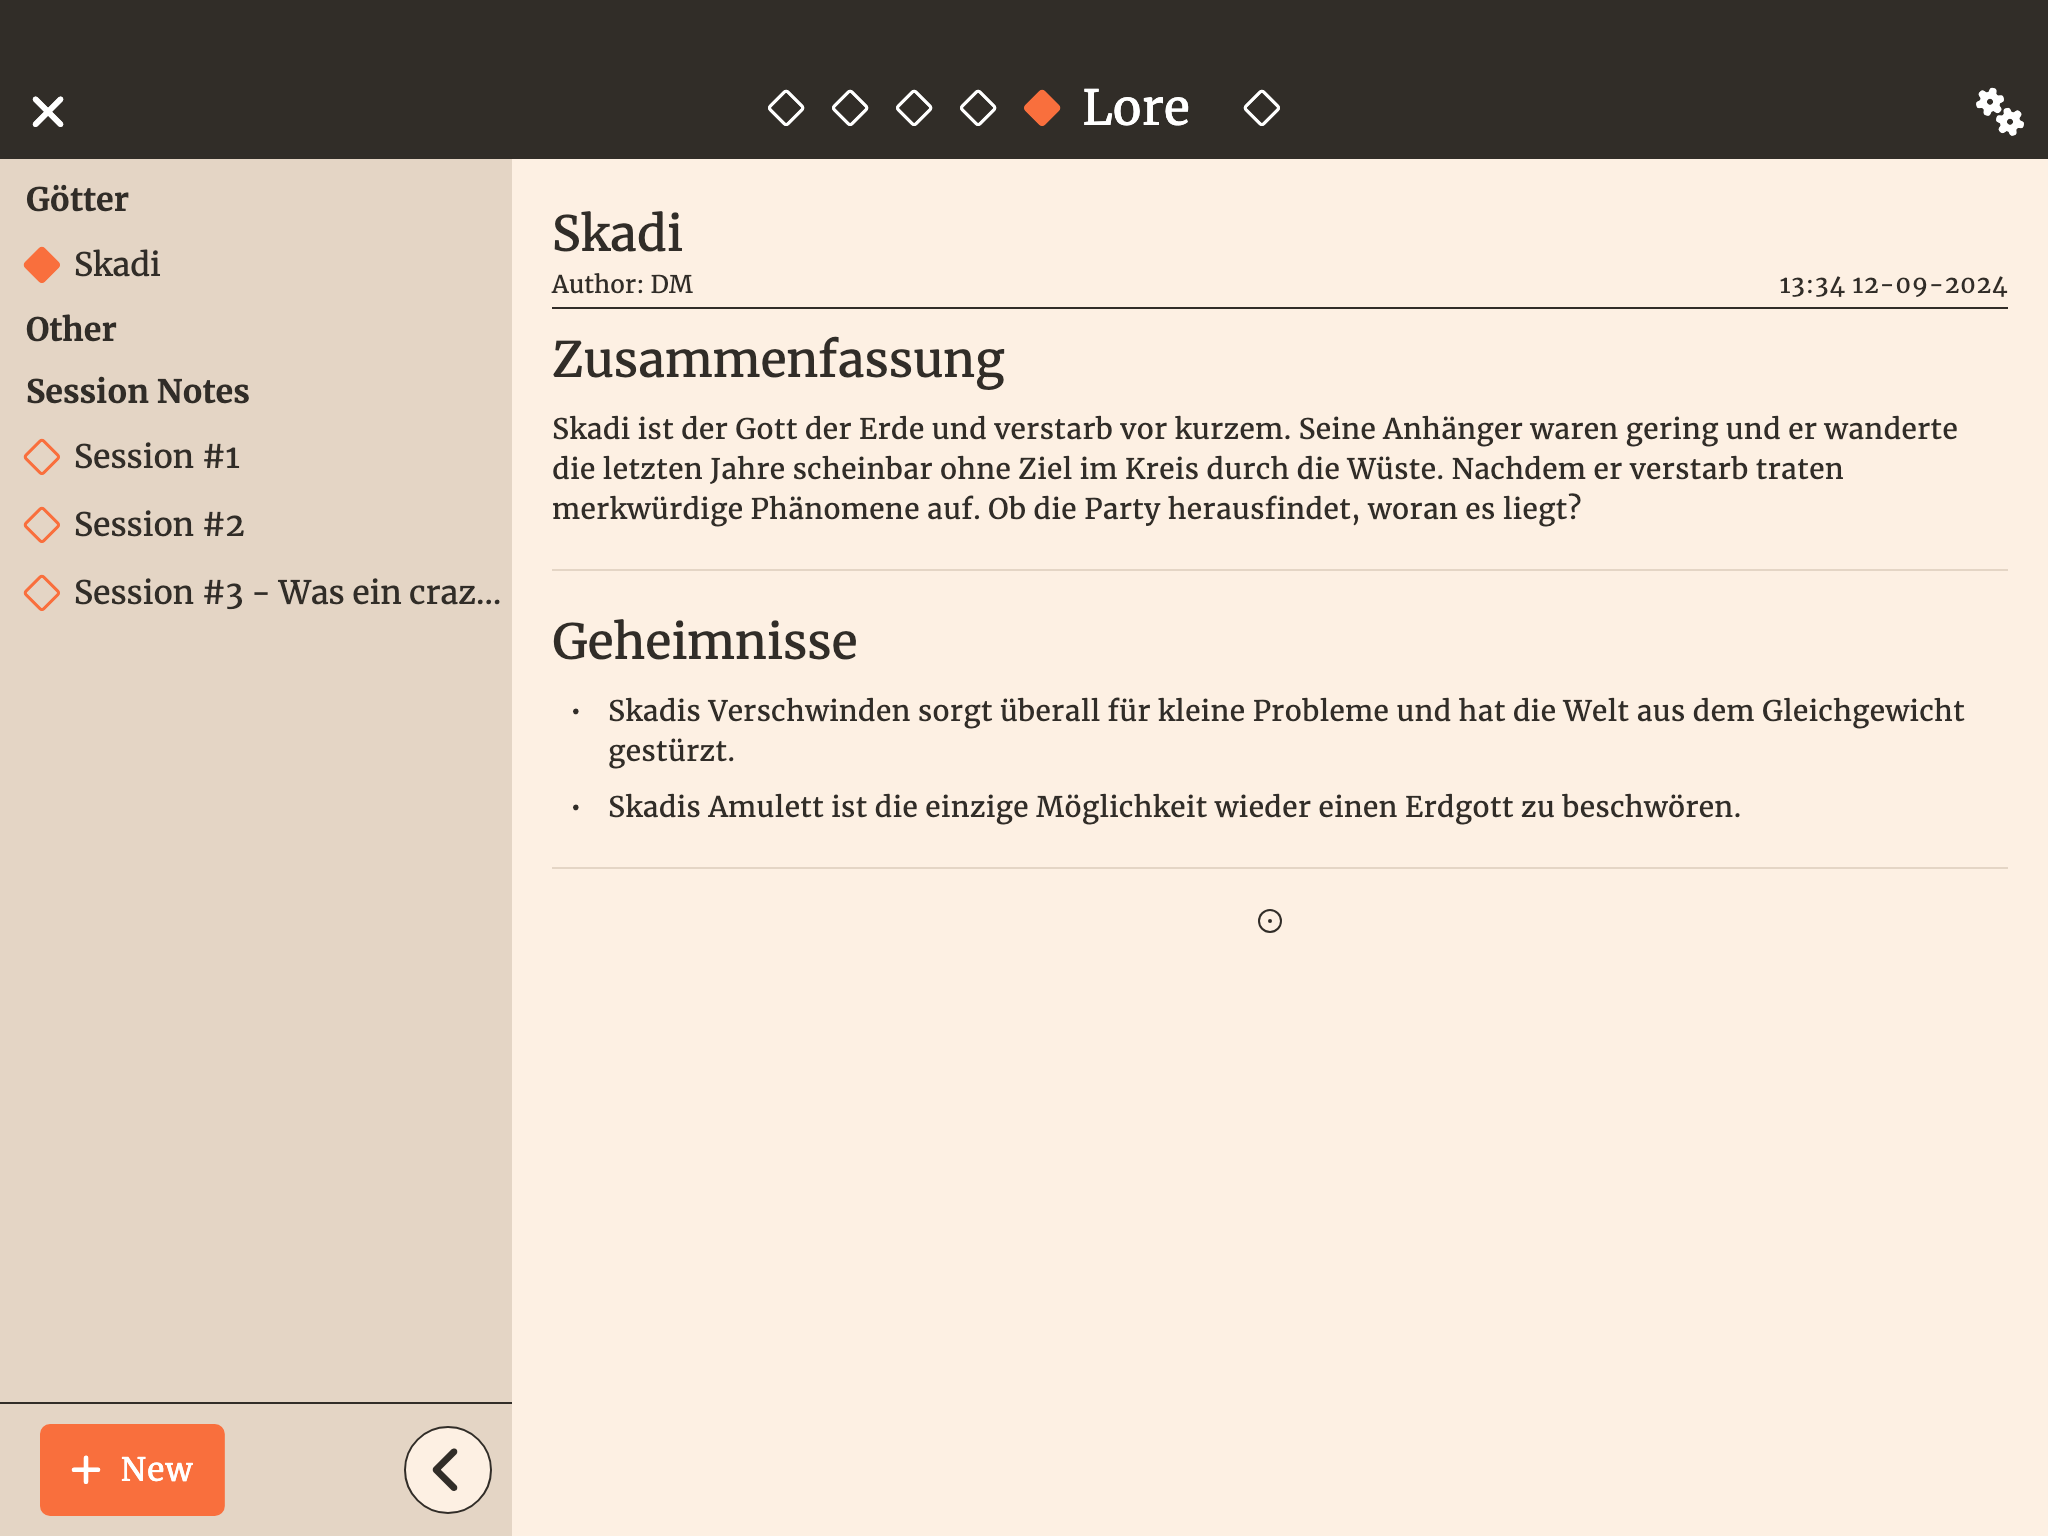 Lore
Götter
Skadi
Other
Session Notes
Session #1
Session #2
Session #3 - Was ein craz...
+ New
Skadi
Author: DM
13:34 12-09-2024
Zusammenfassung
Skadi ist der Gott der Erde und verstarb vor kurzem. Seine Anhänger waren gering und er wanderte
die letzten Jahre scheinbar ohne Ziel im Kreis durch die Wüste. Nachdem er verstarb traten
merkwürdige Phänomene auf. Ob die Party herausfindet, woran es liegt?
Geheimnisse
• Skadis Verschwinden sorgt überall für kleine Probleme und hat die Welt aus dem Gleichgewicht
gestürzt.
• Skadis Amulett ist die einzige Möglichkeit wieder einen Erdgott zu beschwören.